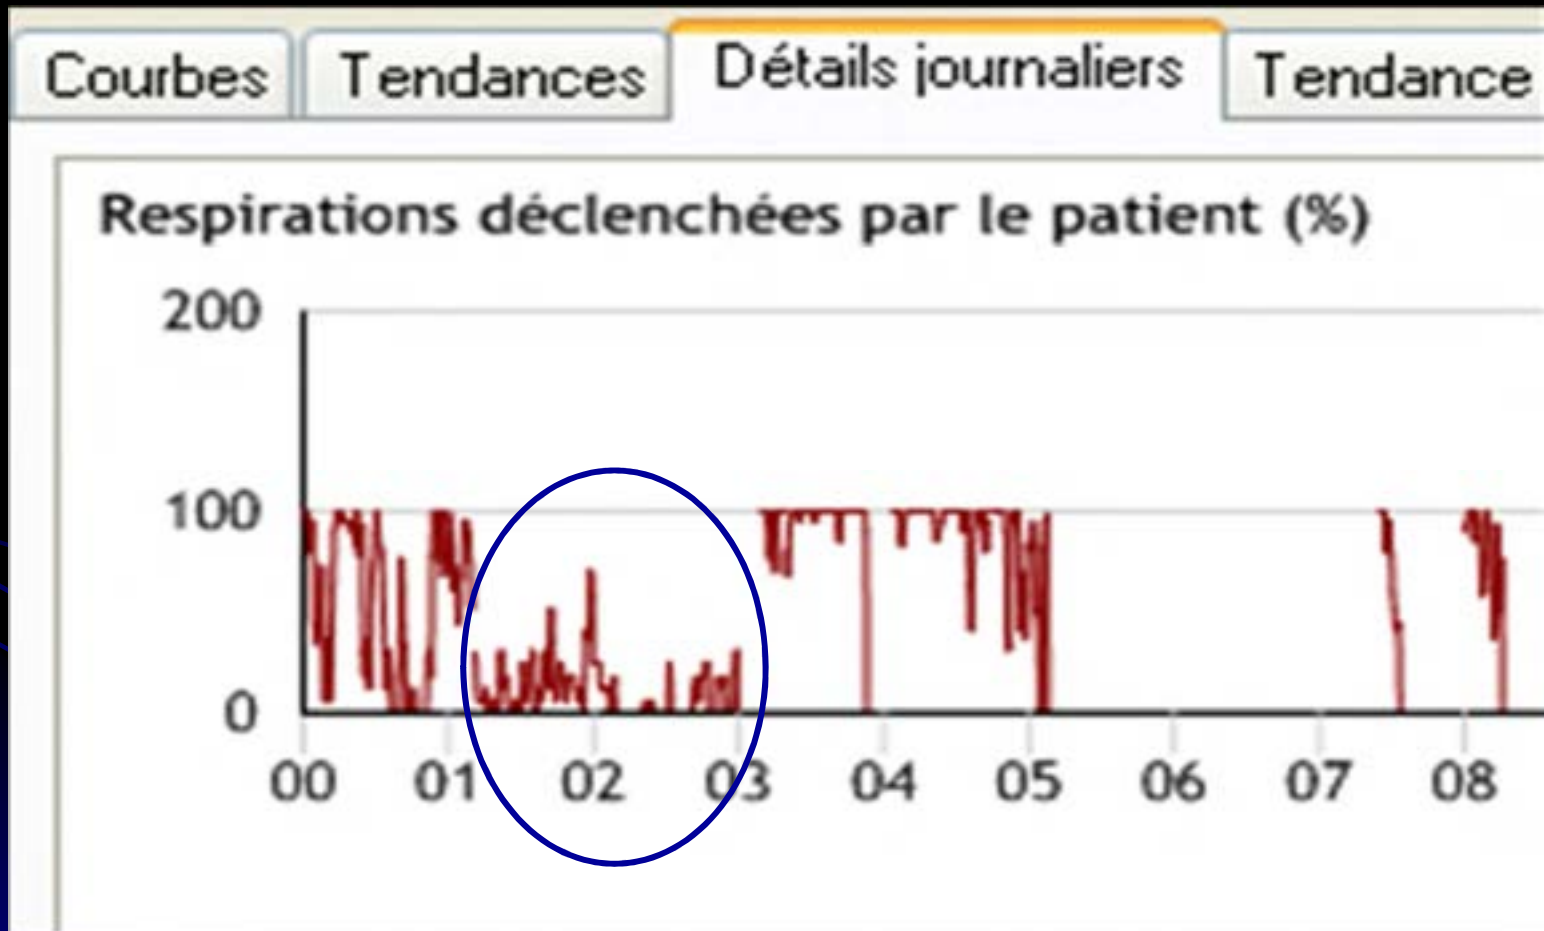 Courbes Tendances Détails journaliers Tendance
Respirations déclenchées par le patient (%)
200
100
0
00 01 02 03 04 05 06 07 08